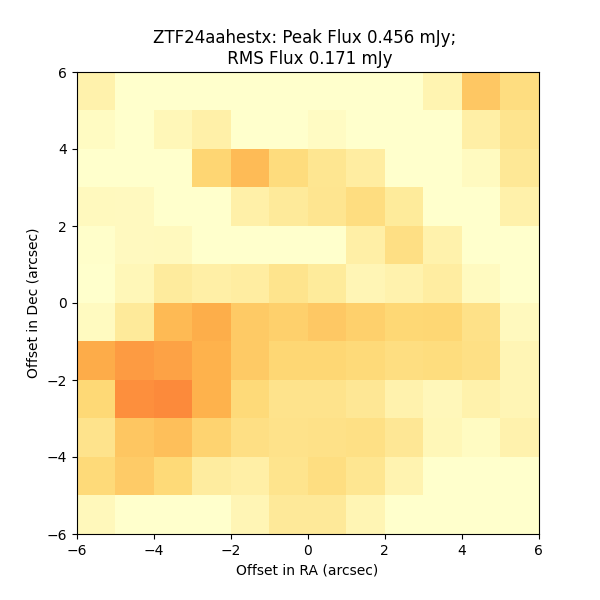 ZTF24aahestx: Peak Flux 0.456 mJy;
RMS Flux 0.171 mJy
6
4
2
0
−2
−4
−6
Offset in Dec (arcsec)
−6 −4 −2 0 2 4 6
Offset in RA (arcsec)